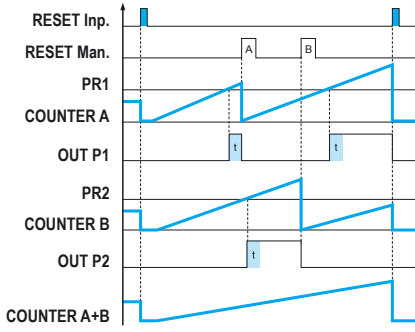 RESET Inp.
RESET Man.
A
B
PR1
COUNTER A
OUT P1
t
t
PR2
COUNTER B
OUT P2
t
COUNTER A+B